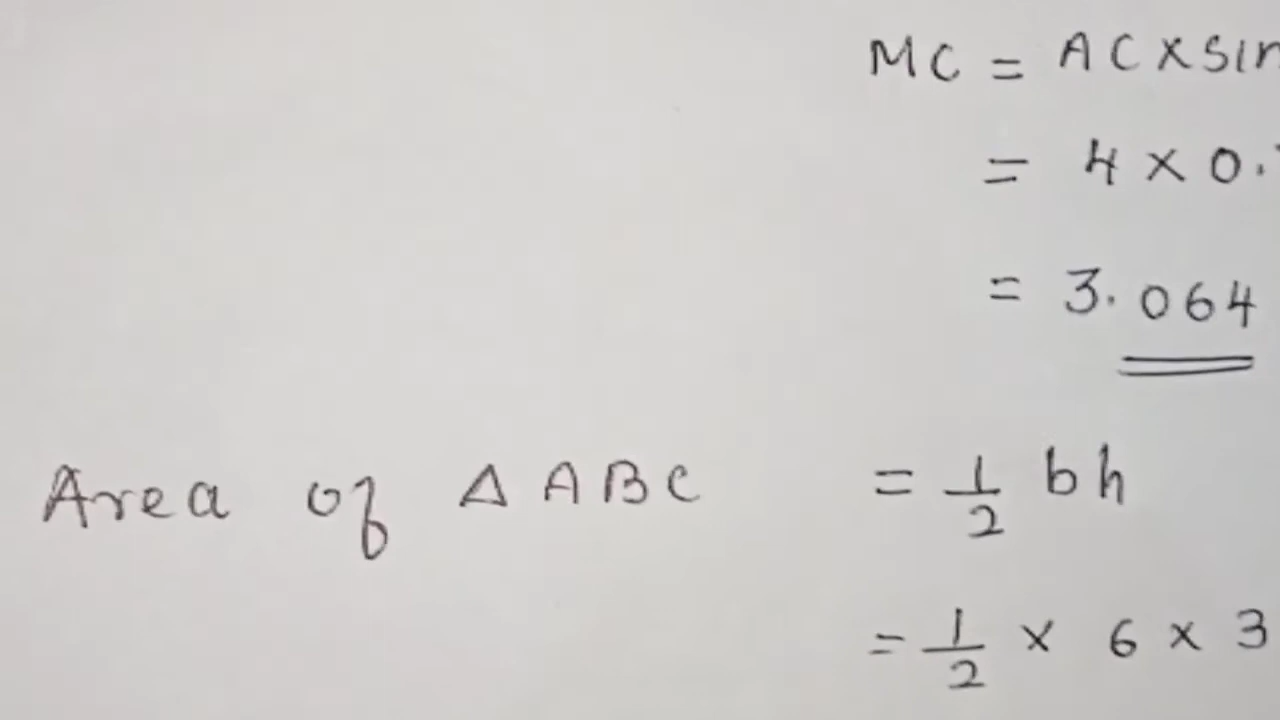 MC = AC × sin
= 4 × 0.
= 3.064
Area of △ABC = 1/2 bh
= 1/2 × 6 × 3